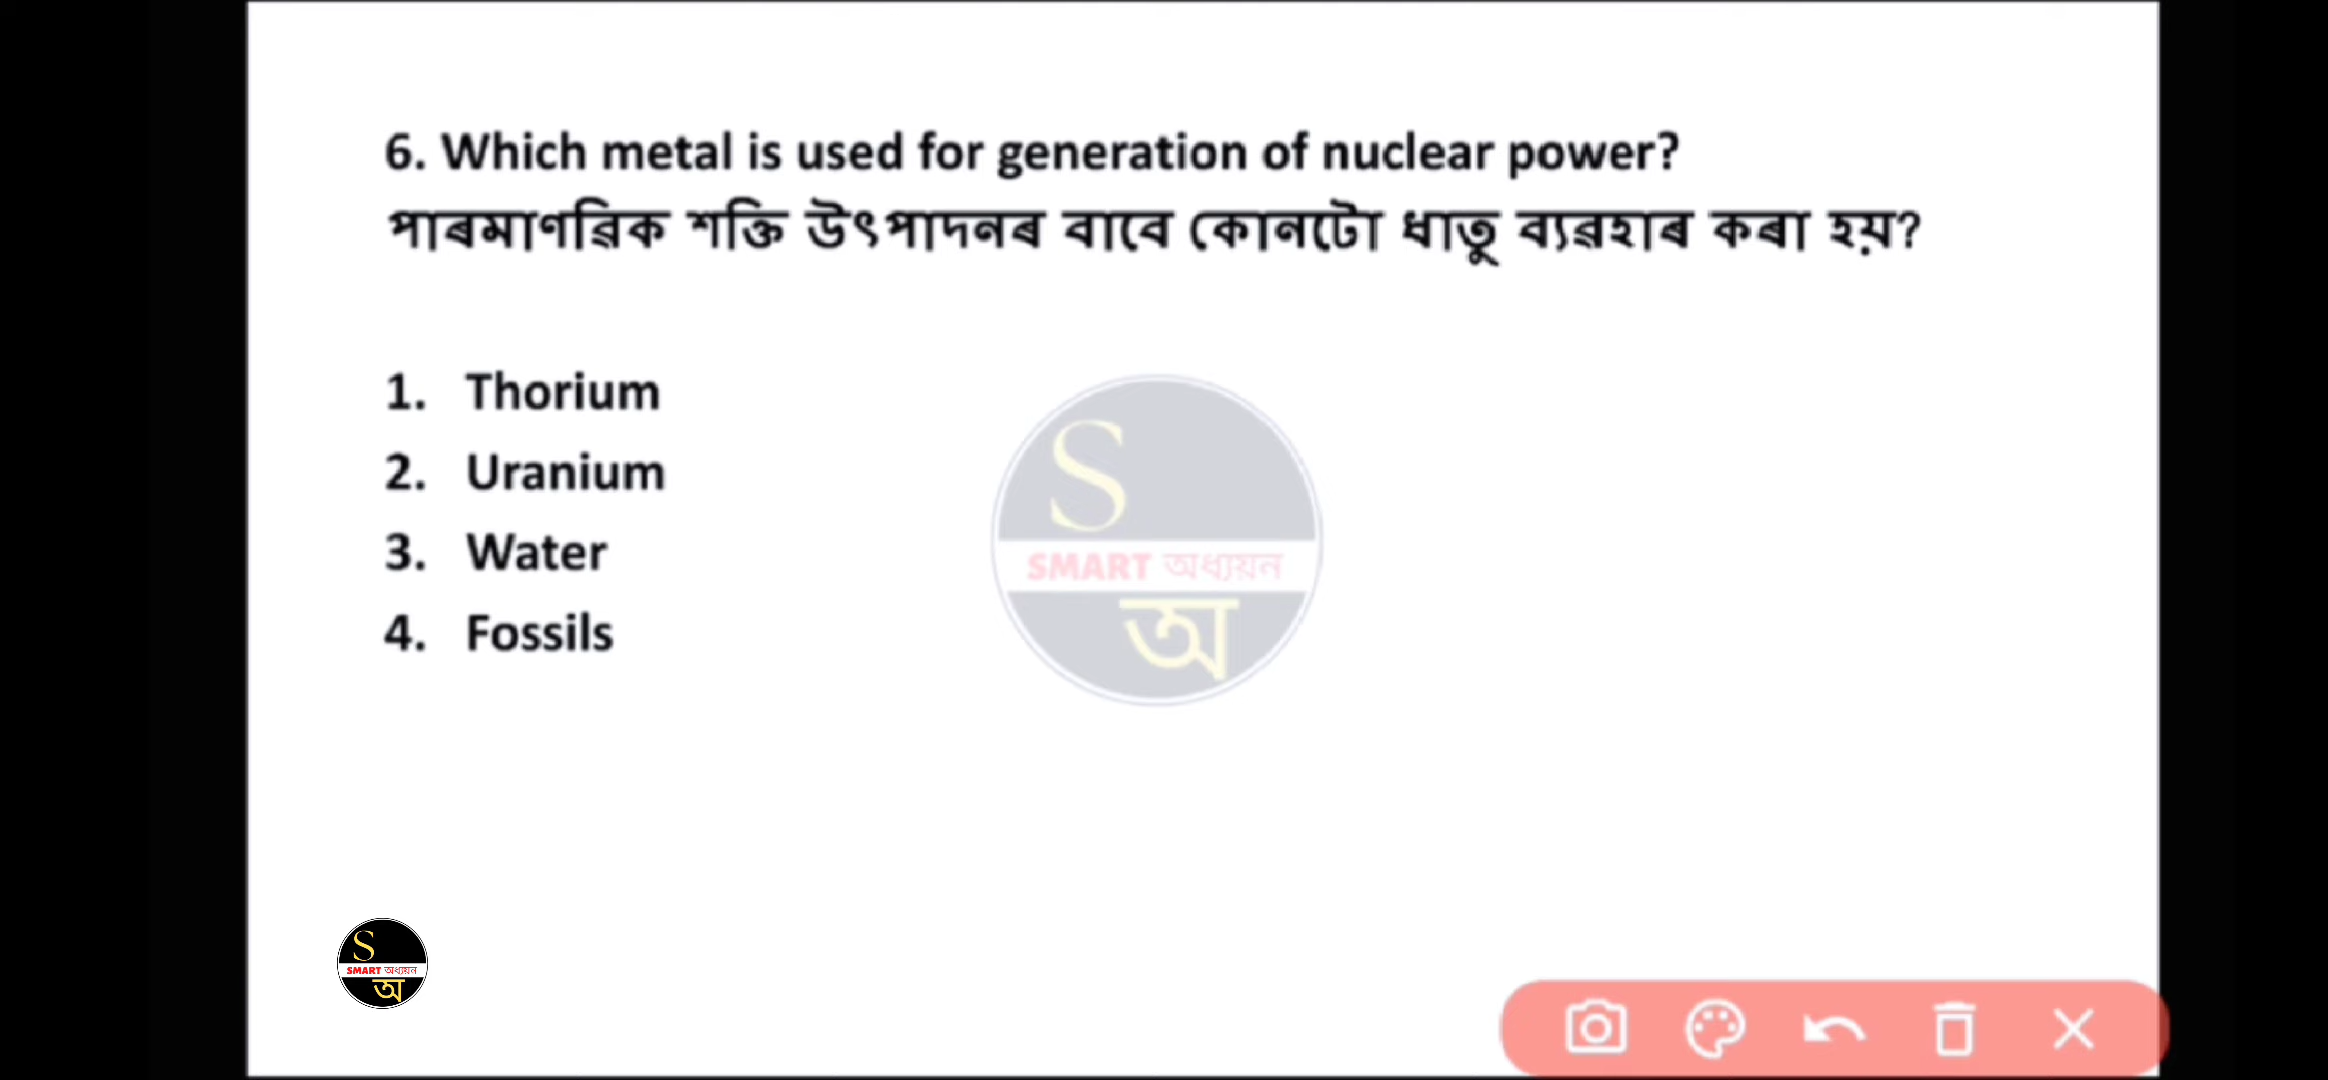 6. Which metal is used for generation of nuclear power?
পাৰমাণৱিক শক্তি উৎপাদনৰ বাবে কোনটো ধাতু ব্যৱহাৰ কৰা হয়?
1. Thorium
2. Uranium
3. Water
4. Fossils
S
SMART অধ্যয়ন
অ
S
SMART অধ্যয়ন
অ